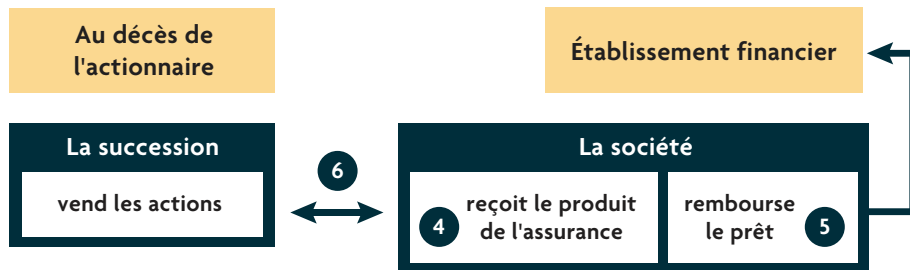 Au décès de
l'actionnaire
Établissement financier
La succession
vend les actions
6
La société
4
reçoit le produit
de l'assurance
rembourse
le prêt
5